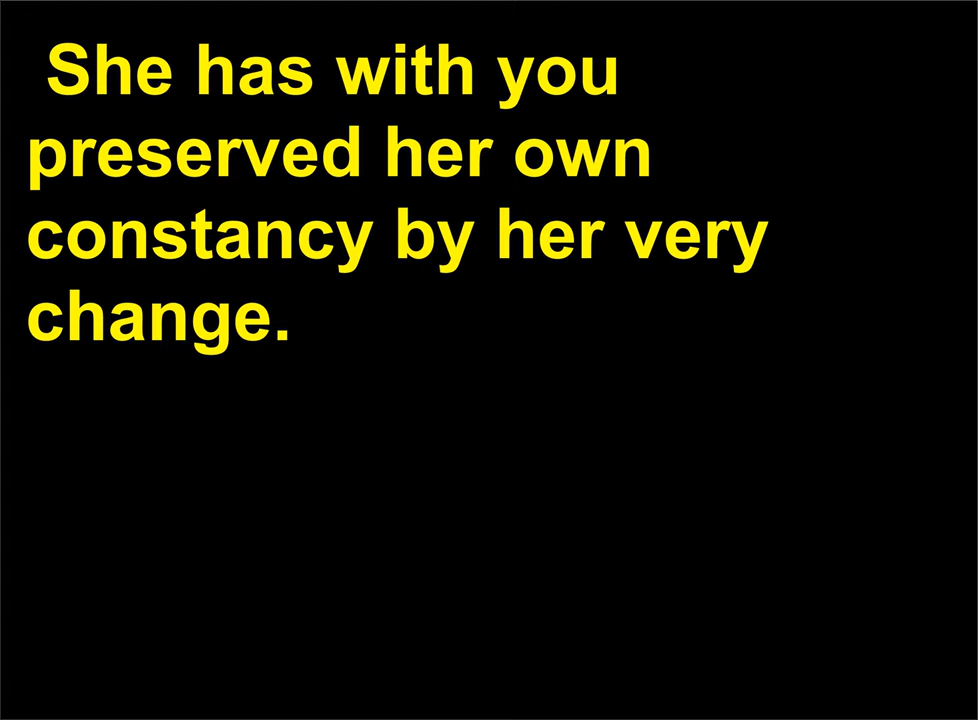 She has with you
preserved her own
constancy by her very
change.